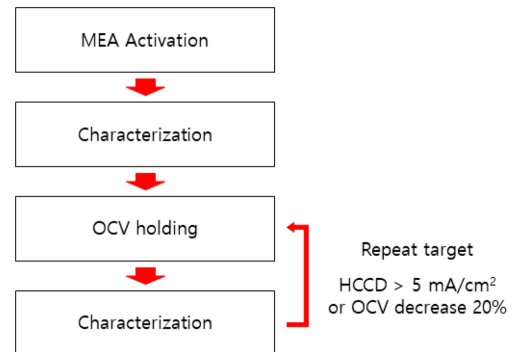 MEA Activation
Characterization
OCV holding
Characterization
Repeat target
HCCD > 5 mA/cm²
or OCV decrease 20%